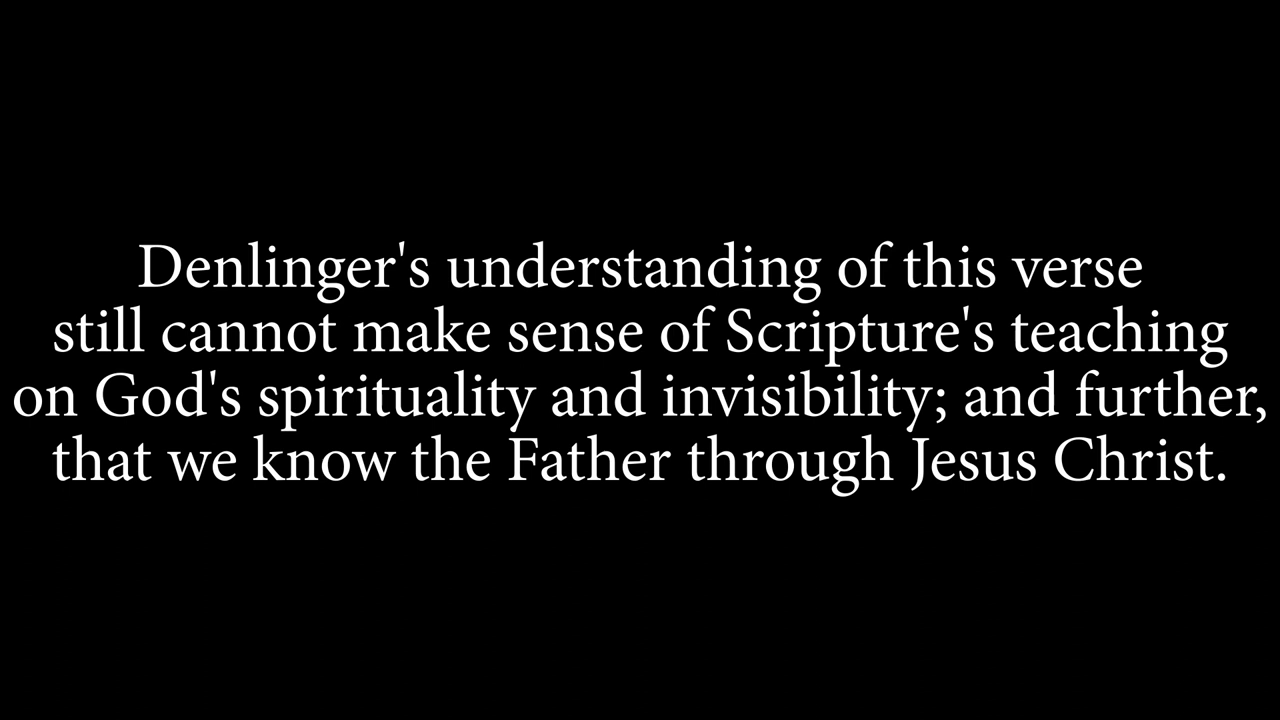 Denlinger's understanding of this verse
still cannot make sense of Scripture's teaching
on God's spirituality and invisibility; and further,
that we know the Father through Jesus Christ.